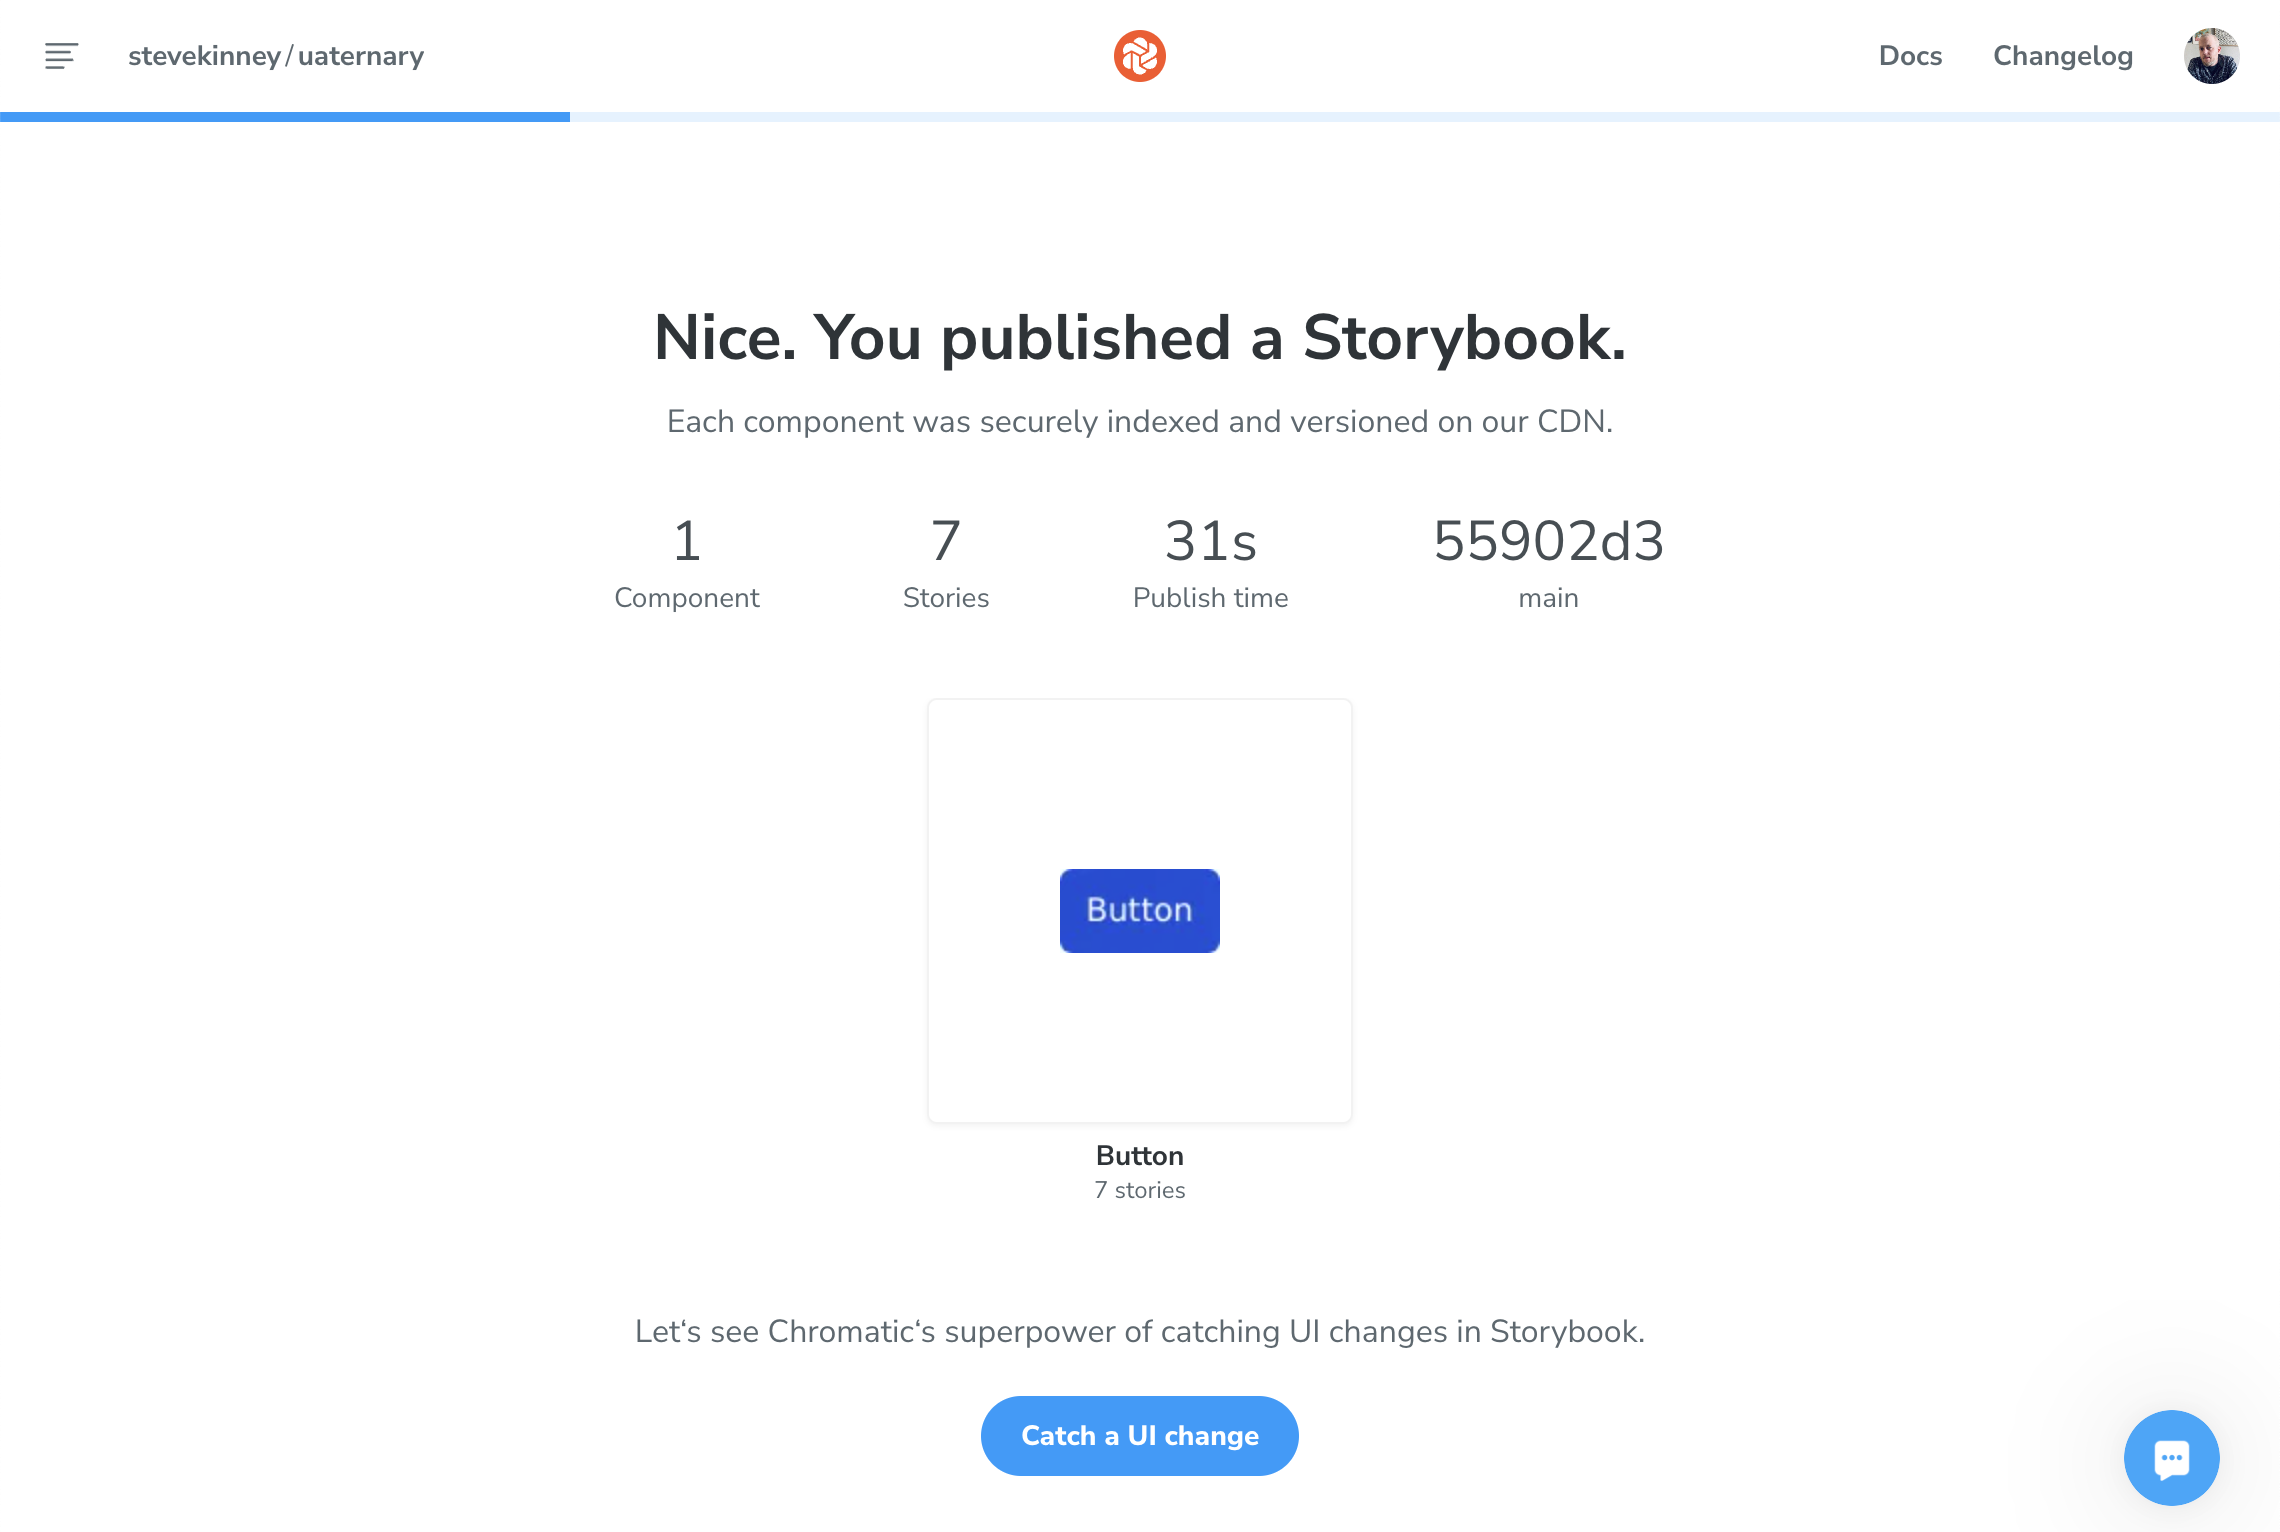 stevekinney / uaternary
Docs
Changelog
Nice. You published a Storybook.
Each component was securely indexed and versioned on our CDN.
1
Component
7
Stories
31s
Publish time
55902d3
main
Button
Button
7 stories
Let‘s see Chromatic‘s superpower of catching UI changes in Storybook.
Catch a UI change